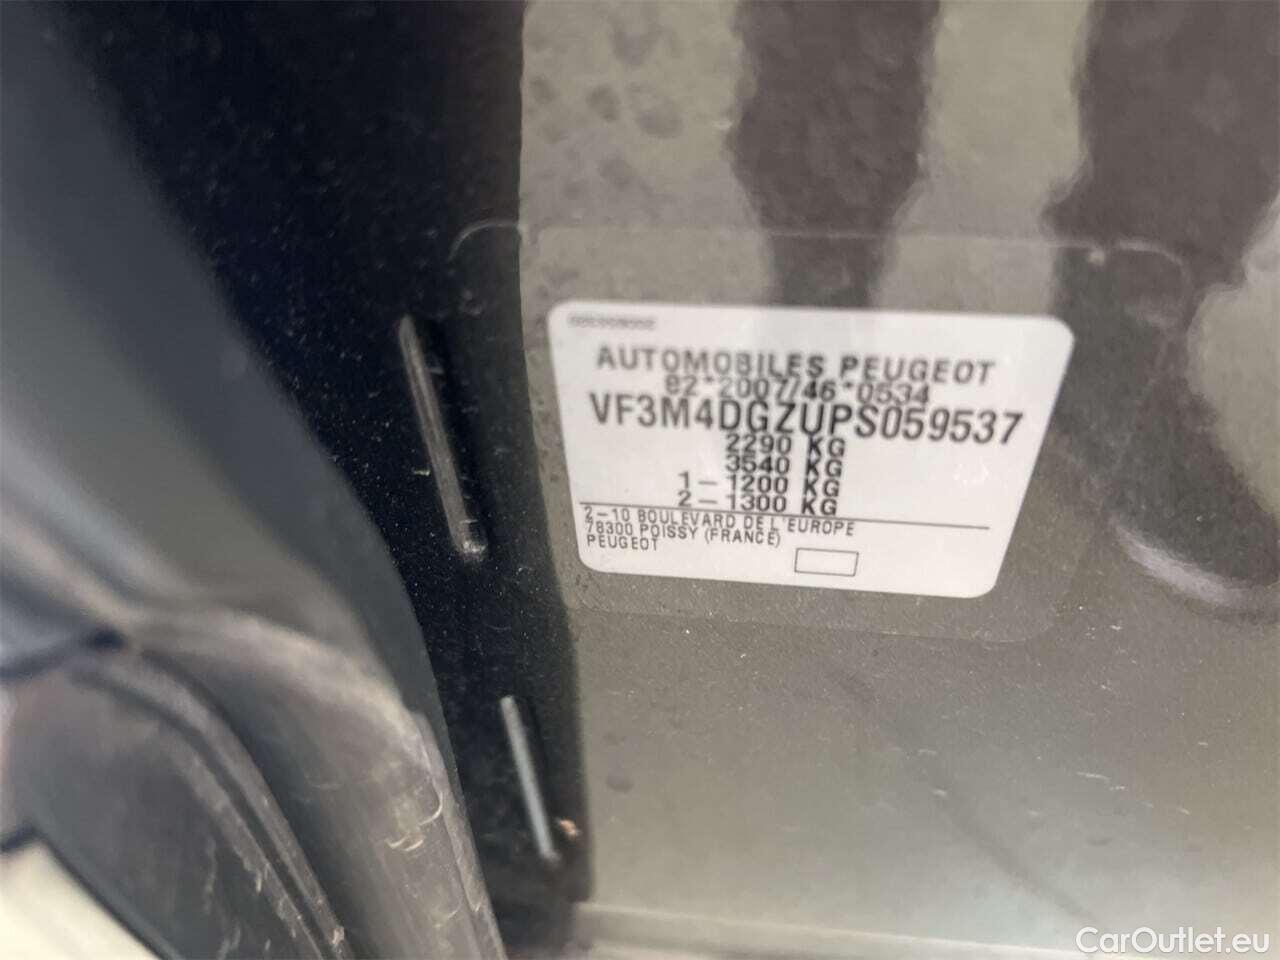 AUTOMOBILES PEUGEOT
e2*2007/46*0534
VF3M4DGZUPS059537
2290 KG
3540 KG
1-1200 KG
2-1300 KG
2-10 BOULEVARD DE L'EUROPE
78300 POISSY (FRANCE)
PEUGEOT
CarOutlet.eu